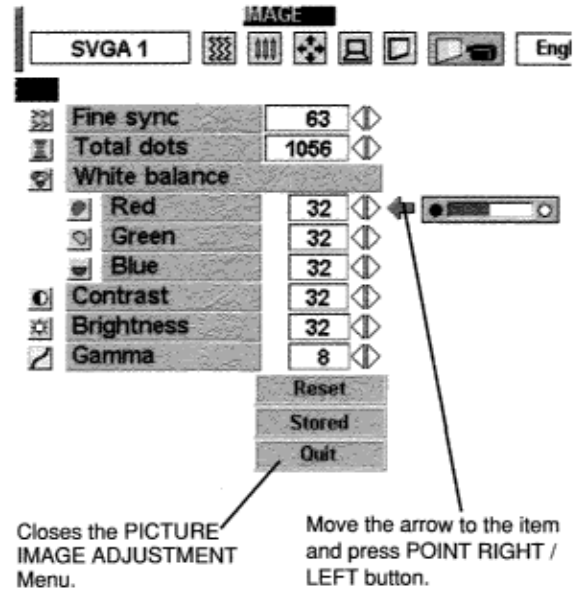 IMAGE
SVGA 1 Engl
Fine sync 63
Total dots 1056
White balance
Red 32
Green 32
Blue 32
Contrast 32
Brightness 32
Gamma 8
Reset
Stored
Quit
Closes the PICTURE
IMAGE ADJUSTMENT
Menu.
Move the arrow to the item
and press POINT RIGHT /
LEFT button.